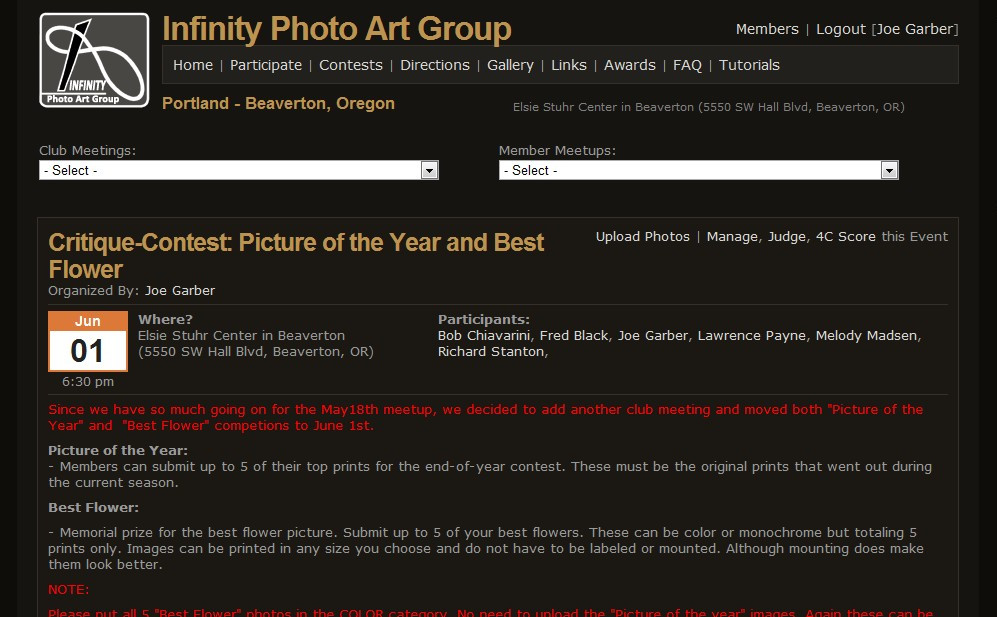 INFINITY
Photo Art Group
Infinity Photo Art Group
Members | Logout [Joe Garber]
Home | Participate | Contests | Directions | Gallery | Links | Awards | FAQ | Tutorials
Portland - Beaverton, Oregon
Elsie Stuhr Center in Beaverton (5550 SW Hall Blvd, Beaverton, OR)
Club Meetings:
- Select -
Member Meetups:
- Select -
Critique-Contest: Picture of the Year and Best
Flower
Upload Photos | Manage, Judge, 4C Score this Event
Organized By: Joe Garber
Jun
01
6:30 pm
Where?
Elsie Stuhr Center in Beaverton
(5550 SW Hall Blvd, Beaverton, OR)
Participants:
Bob Chiavarini, Fred Black, Joe Garber, Lawrence Payne, Melody Madsen,
Richard Stanton,
Since we have so much going on for the May18th meetup, we decided to add another club meeting and moved both "Picture of the
Year" and  "Best Flower" competions to June 1st.
Picture of the Year:
- Members can submit up to 5 of their top prints for the end-of-year contest. These must be the original prints that went out during
the current season.
Best Flower:
- Memorial prize for the best flower picture. Submit up to 5 of your best flowers. These can be color or monochrome but totaling 5
prints only. Images can be printed in any size you choose and do not have to be labeled or mounted. Although mounting does make
them look better.
NOTE:
Please put all 5 "Best Flower" photos in the COLOR category. No need to upload the "Picture of the year" images. Again these can be